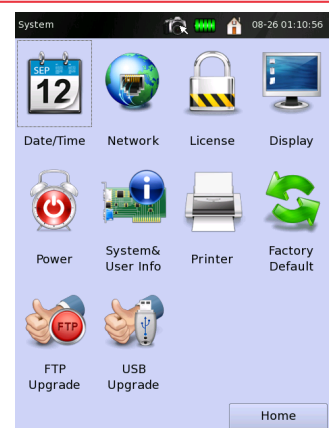 System
08-26 01:10:56
SEP
12
Date/Time
Network
License
Display
Power
System&
User Info
Printer
Factory
Default
FTP
FTP
Upgrade
USB
Upgrade
Home